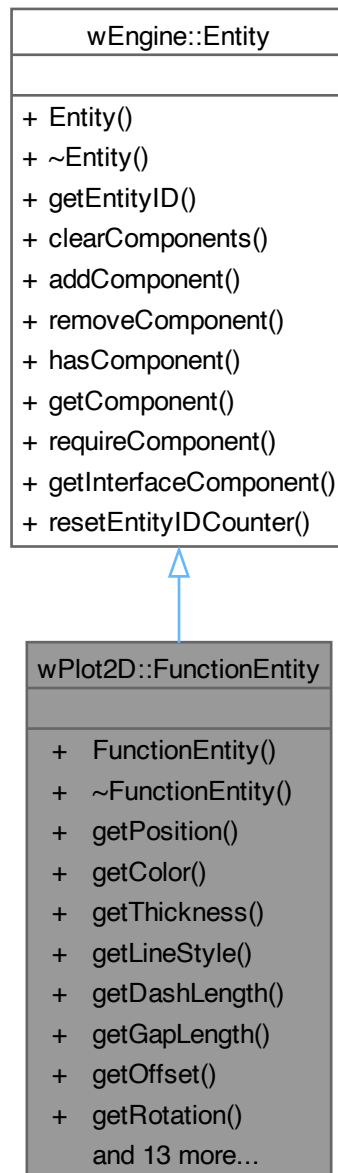 wEngine::Entity
+ Entity()
+ ~Entity()
+ getEntityID()
+ clearComponents()
+ addComponent()
+ removeComponent()
+ hasComponent()
+ getComponent()
+ requireComponent()
+ getInterfaceComponent()
+ resetEntityIDCounter()
wPlot2D::FunctionEntity
+ FunctionEntity()
+ ~FunctionEntity()
+ getPosition()
+ getColor()
+ getThickness()
+ getLineStyle()
+ getDashLength()
+ getGapLength()
+ getOffset()
+ getRotation()
and 13 more...